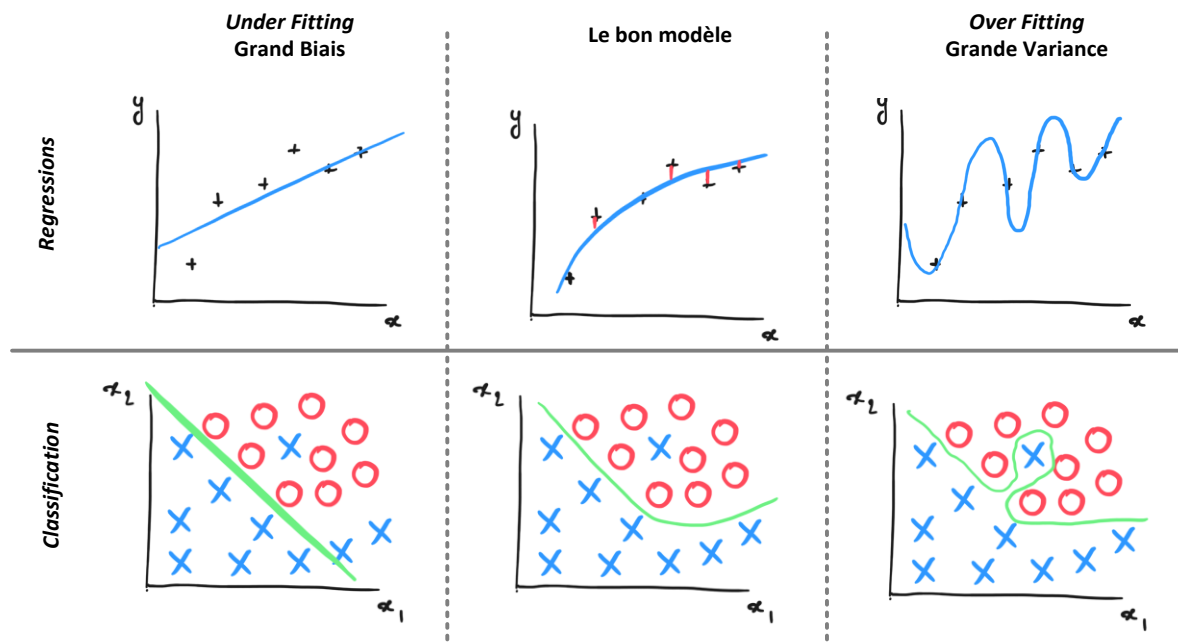 Under Fitting
Grand Biais
Le bon modèle
Over Fitting
Grande Variance
Regressions
y
x
y
x
y
x
Classification
x2
x1
x2
x1
x2
x1